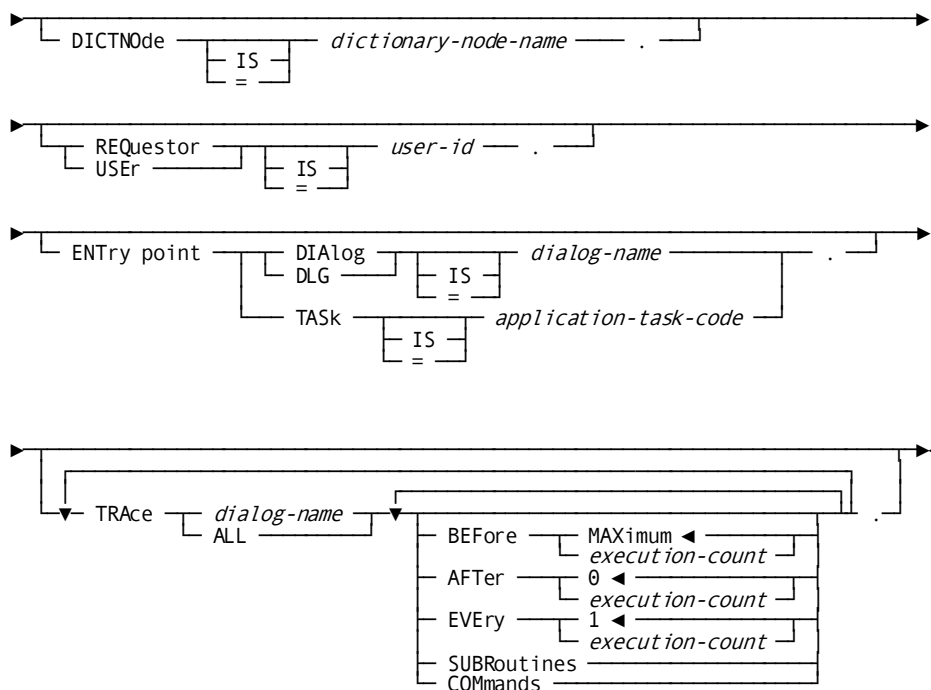 DICTNOde dictionary-node-name .
IS
=
REQuestor user-id .
USEr IS
=
ENTry point DIAlog dialog-name .
DLG IS
=
TASk application-task-code
IS
=
TRAce dialog-name .
ALL
BEFore MAXimum ◄
execution-count
AFTer 0 ◄
execution-count
EVEry 1 ◄
execution-count
SUBRoutines
COMmands